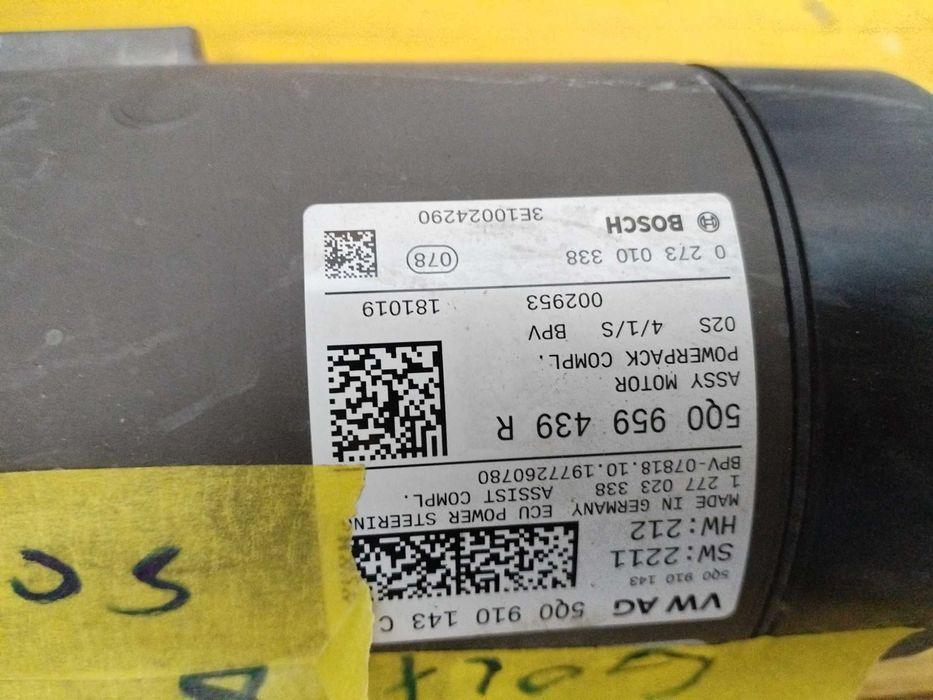 VW AG 5Q0 910 143 C
5Q0 910 143
SW:2211
HW:212
MADE IN GERMANY ECU POWER STEERING
1 277 023 338 ASSIST COMPL.
BPV-07818.10.1977260780
5Q0 959 439 R
ASSY MOTOR
POWERPACK COMPL.
02S 4/1/S BPV
002953 181019
0 273 010 338 078
BOSCH 3E10024290